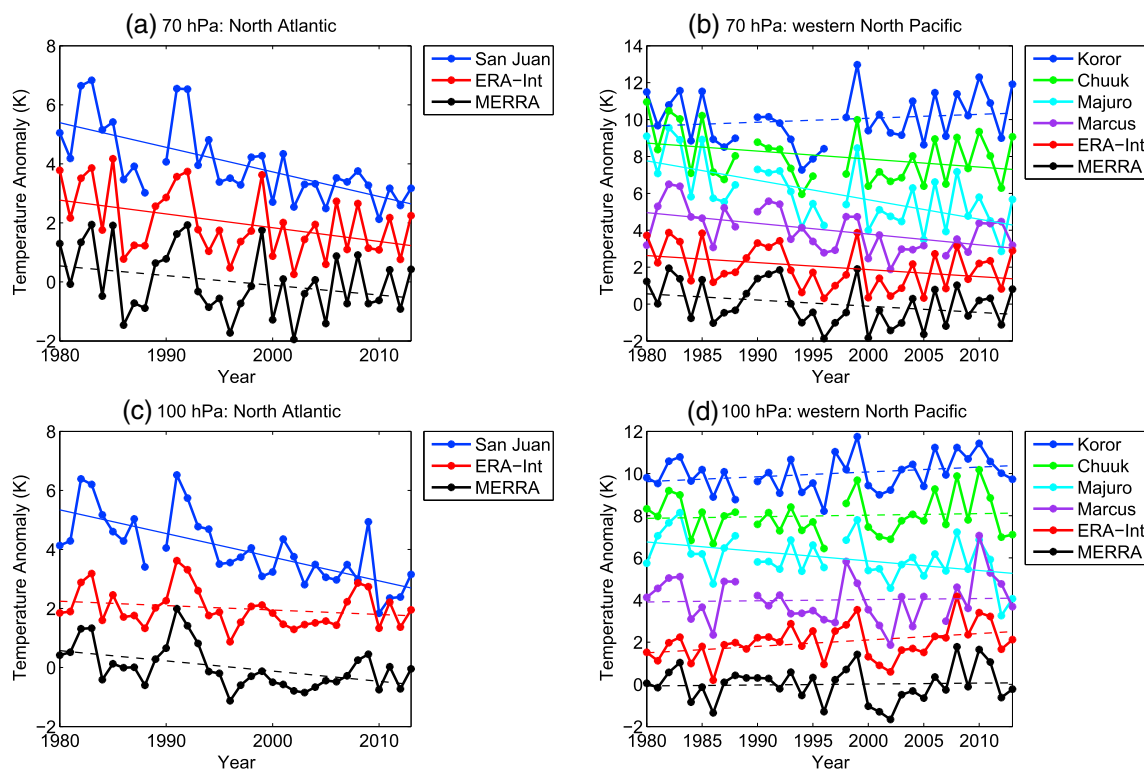 (a) 70 hPa: North Atlantic
8
6
4
2
0
−2
1980
1990
2000
2010
Temperature Anomaly (K)
Year
San Juan
ERA−Int
MERRA
(b) 70 hPa: western North Pacific
14
12
10
8
6
4
2
0
−2
1980
1985
1990
1995
2000
2005
2010
Temperature Anomaly (K)
Year
Koror
Chuuk
Majuro
Marcus
ERA−Int
MERRA
(c) 100 hPa: North Atlantic
8
6
4
2
0
−2
1980
1990
2000
2010
Temperature Anomaly (K)
Year
San Juan
ERA−Int
MERRA
(d) 100 hPa: western North Pacific
12
10
8
6
4
2
0
−2
1980
1985
1990
1995
2000
2005
2010
Temperature Anomaly (K)
Year
Koror
Chuuk
Majuro
Marcus
ERA−Int
MERRA